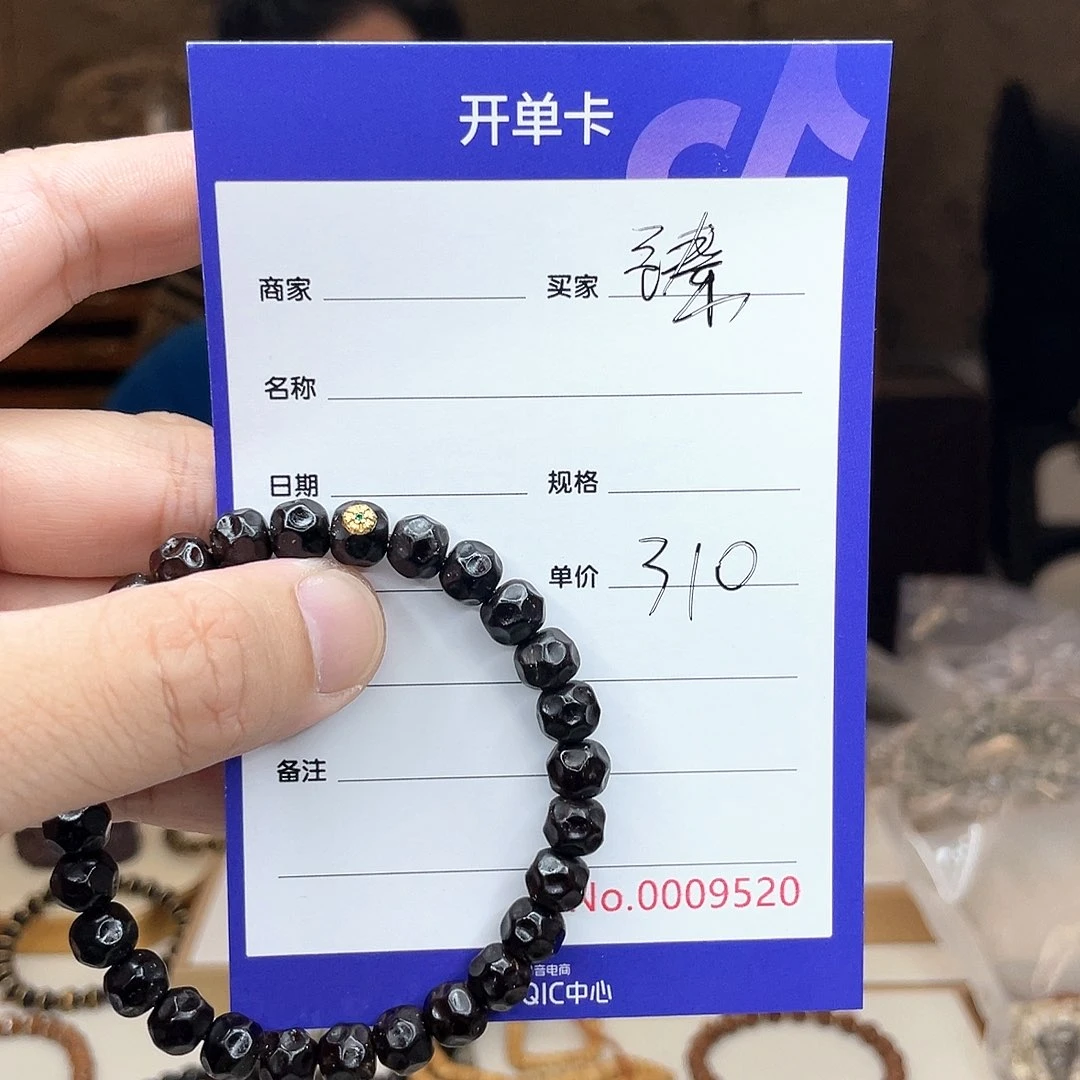 开单卡
商家 买家
名称
日期 规格
单价 310
备注
No.0009520
音电商
QIC中心